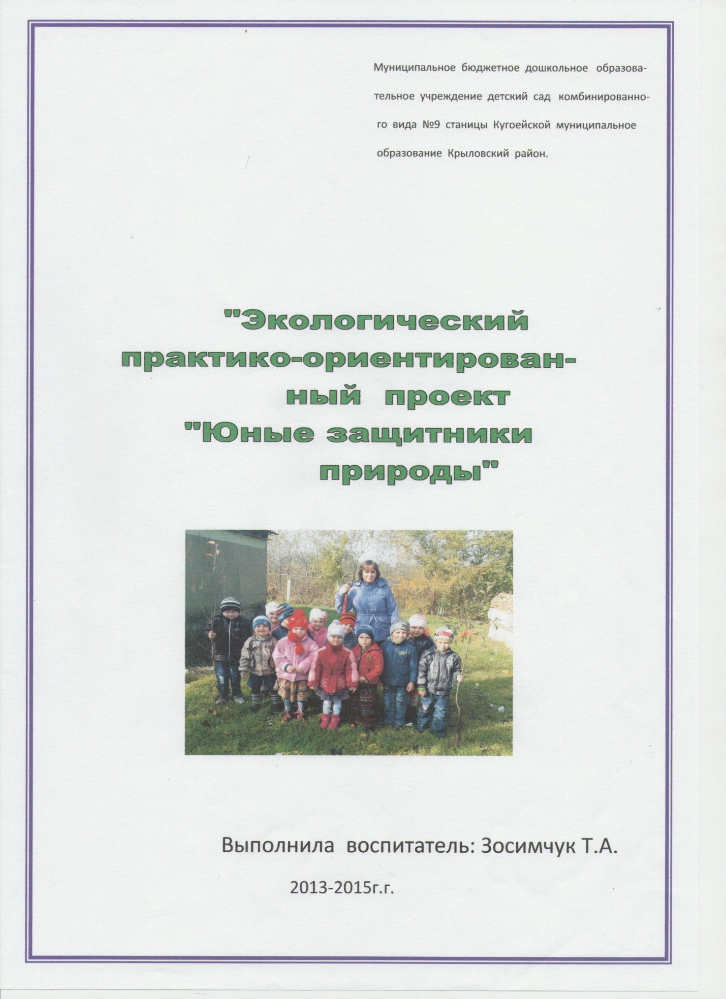 Муниципальное бюджетное дошкольное образова-
тельное учреждение детский сад комбинированно-
го вида №9 станицы Кугоейской муниципальное
образование Крыловский район.
"Экологический
практико-ориентирован-
ный проект
"Юные защитники
природы"
Выполнила воспитатель: Зосимчук Т.А.
2013-2015г.г.